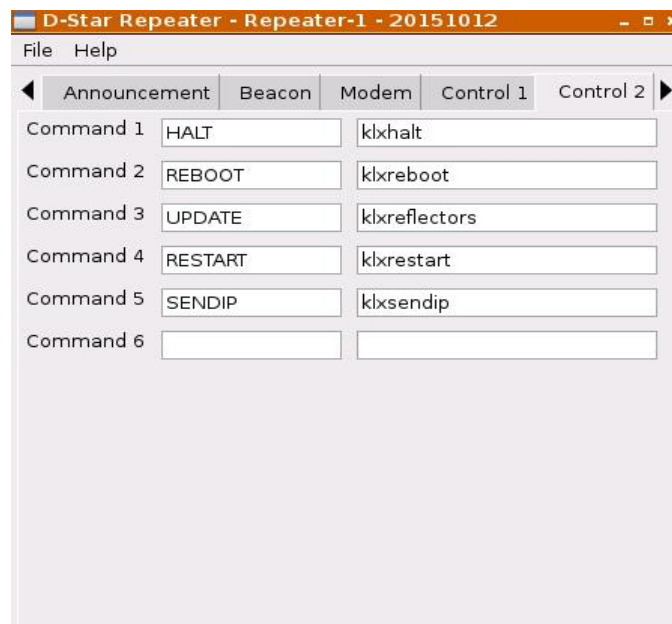 D-Star Repeater - Repeater-1 - 20151012
File Help
Announcement Beacon Modem Control 1 Control 2
Command 1 HALT klxhalt
Command 2 REBOOT klxreboot
Command 3 UPDATE klxreflectors
Command 4 RESTART klxrestart
Command 5 SENDIP klxsendip
Command 6